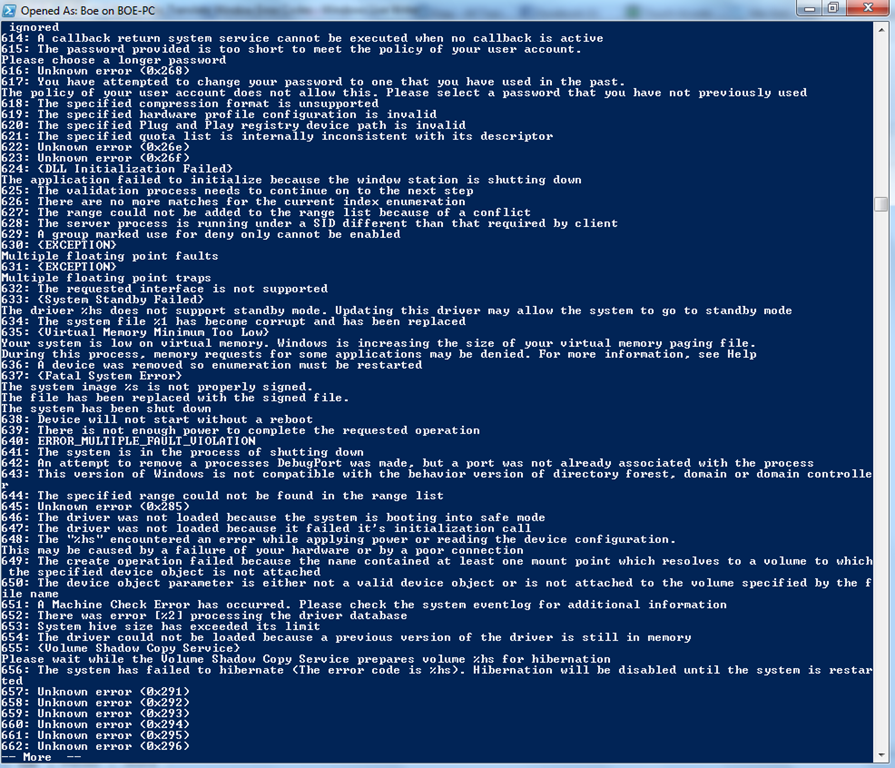 Opened As: Boe on BOE-PC
ignored
614: A callback return system service cannot be executed when no callback is active
615: The password provided is too short to meet the policy of your user account.
Please choose a longer password
616: Unknown error (0x268)
617: You have attempted to change your password to one that you have used in the past.
The policy of your user account does not allow this. Please select a password that you have not previously used
618: The specified compression format is unsupported
619: The specified hardware profile configuration is invalid
620: The specified Plug and Play registry device path is invalid
621: The specified quota list is internally inconsistent with its descriptor
622: Unknown error (0x26e)
623: Unknown error (0x26f)
624: {DLL Initialization Failed}
The application failed to initialize because the window station is shutting down
625: The validation process needs to continue on to the next step
626: There are no more matches for the current index enumeration
627: The range could not be added to the range list because of a conflict
628: The server process is running under a SID different than that required by client
629: A group marked use for deny only cannot be enabled
630: {EXCEPTION}
Multiple floating point faults
631: {EXCEPTION}
Multiple floating point traps
632: The requested interface is not supported
633: {System Standby Failed}
The driver %hs does not support standby mode. Updating this driver may allow the system to go to standby mode
634: The system file %1 has become corrupt and has been replaced
635: {Virtual Memory Minimum Too Low}
Your system is low on virtual memory. Windows is increasing the size of your virtual memory paging file.
During this process, memory requests for some applications may be denied. For more information, see Help
636: A device was removed so enumeration must be restarted
637: {Fatal System Error}
The system image %s is not properly signed.
The file has been replaced with the signed file.
The system has been shut down
638: Device will not start without a reboot
639: There is not enough power to complete the requested operation
640: ERROR_MULTIPLE_FAULT_VIOLATION
641: The system is in the process of shutting down
642: An attempt to remove a processes DebugPort was made, but a port was not already associated with the process
643: This version of Windows is not compatible with the behavior version of directory forest, domain or domain controlle
r
644: The specified range could not be found in the range list
645: Unknown error (0x285)
646: The driver was not loaded because the system is booting into safe mode
647: The driver was not loaded because it failed it's initialization call
648: The "%hs" encountered an error while applying power or reading the device configuration.
This may be caused by a failure of your hardware or by a poor connection
649: The create operation failed because the name contained at least one mount point which resolves to a volume to which
the specified device object is not attached
650: The device object parameter is either not a valid device object or is not attached to the volume specified by the f
ile name
651: A Machine Check Error has occurred. Please check the system eventlog for additional information
652: There was error [%2] processing the driver database
653: System hive size has exceeded its limit
654: The driver could not be loaded because a previous version of the driver is still in memory
655: {Volume Shadow Copy Service}
Please wait while the Volume Shadow Copy Service prepares volume %hs for hibernation
656: The system has failed to hibernate (The error code is %hs). Hibernation will be disabled until the system is restar
ted
657: Unknown error (0x291)
658: Unknown error (0x292)
659: Unknown error (0x293)
660: Unknown error (0x294)
661: Unknown error (0x295)
662: Unknown error (0x296)
-- More --